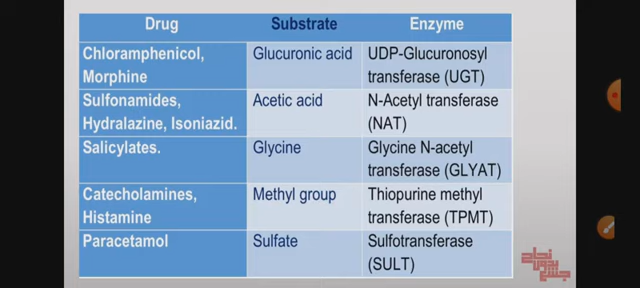 Drug Substrate Enzyme
Chloramphenicol, Glucuronic acid UDP-Glucuronosyl
Morphine transferase (UGT)
Sulfonamides, Acetic acid N-Acetyl transferase
Hydralazine, Isoniazid. (NAT)
Salicylates. Glycine Glycine N-acetyl
transferase (GLYAT)
Catecholamines, Methyl group Thiopurine methyl
Histamine transferase (TPMT)
Paracetamol Sulfate Sulfotransferase
(SULT)